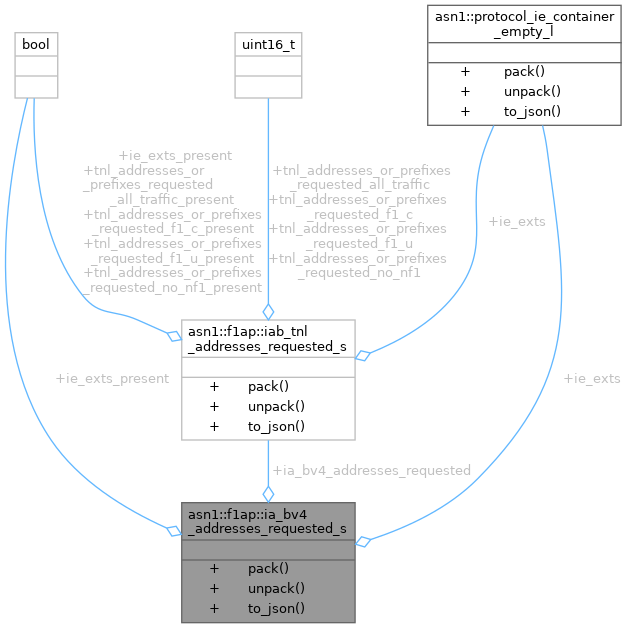 asn1::protocol_ie_container
_empty_l
+ pack()
+ unpack()
+ to_json()
bool
uint16_t
+ie_exts_present
+tnl_addresses_or
_prefixes_requested
_all_traffic_present
+tnl_addresses_or_prefixes
_requested_f1_c_present
+tnl_addresses_or_prefixes
_requested_f1_u_present
+tnl_addresses_or_prefixes
_requested_no_nf1_present
+tnl_addresses_or_prefixes
_requested_all_traffic
+tnl_addresses_or_prefixes
_requested_f1_c
+tnl_addresses_or_prefixes
_requested_f1_u
+tnl_addresses_or_prefixes
_requested_no_nf1
+ie_exts
asn1::f1ap::iab_tnl
_addresses_requested_s
+ pack()
+ unpack()
+ to_json()
+ie_exts_present
+ie_exts
+ia_bv4_addresses_requested
asn1::f1ap::ia_bv4
_addresses_requested_s
+ pack()
+ unpack()
+ to_json()